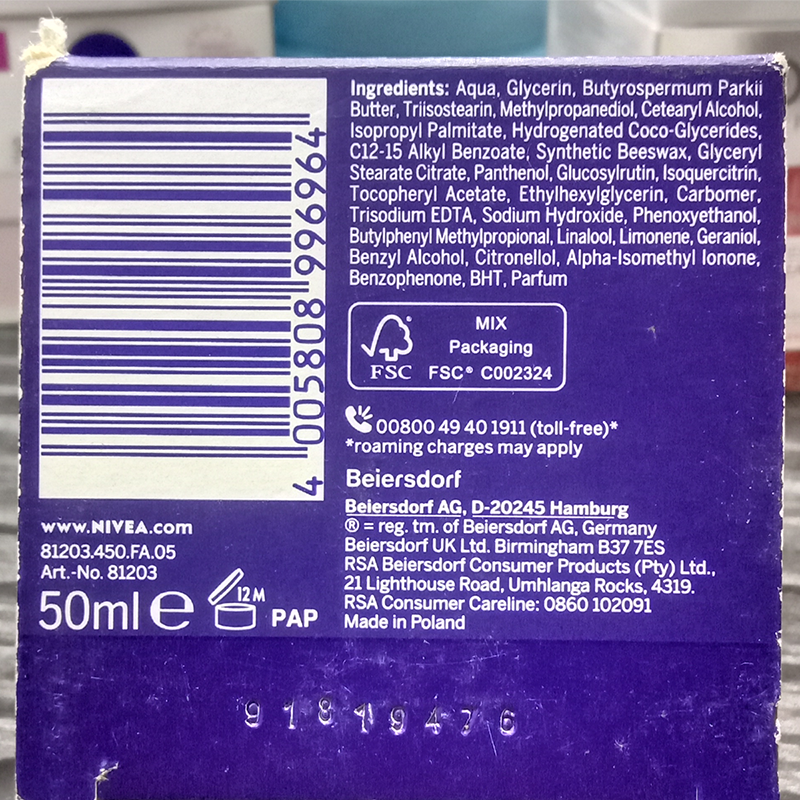 4 005808 996964
Ingredients: Aqua, Glycerin, Butyrospermum Parkii
Butter, Triisostearin, Methylpropanediol, Cetearyl Alcohol,
Isopropyl Palmitate, Hydrogenated Coco-Glycerides,
C12-15 Alkyl Benzoate, Synthetic Beeswax, Glyceryl
Stearate Citrate, Panthenol, Glucosylrutin, Isoquercitrin,
Tocopheryl Acetate, Ethylhexylglycerin, Carbomer,
Trisodium EDTA, Sodium Hydroxide, Phenoxyethanol,
Butylphenyl Methylpropional, Linalool, Limonene, Geraniol,
Benzyl Alcohol, Citronellol, Alpha-Isomethyl Ionone,
Benzophenone, BHT, Parfum
FSC
MIX
Packaging
FSC® C002324
00800 49 40 1911 (toll-free)*
*roaming charges may apply
Beiersdorf
Beiersdorf AG, D-20245 Hamburg
® = reg. tm. of Beiersdorf AG, Germany
Beiersdorf UK Ltd. Birmingham B37 7ES
RSA Beiersdorf Consumer Products (Pty) Ltd.,
21 Lighthouse Road, Umhlanga Rocks, 4319.
RSA Consumer Careline: 0860 102091
Made in Poland
www.NIVEA.com
81203.450.FA.05
Art.-No. 81203
50ml e
12M
PAP
91819476